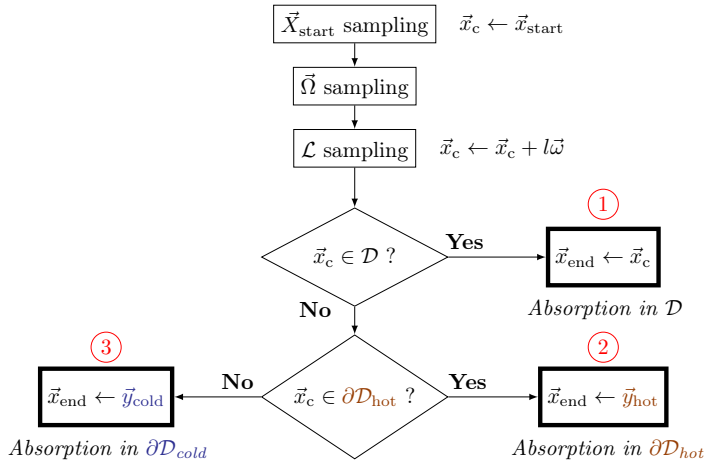 X⃗_start sampling x⃗_c ← x⃗_start
Ω⃗ sampling
ℒ sampling x⃗_c ← x⃗_c + lω⃗
①
x⃗_c ∈ 𝒟 ? Yes x⃗_end ← x⃗_c
No Absorption in 𝒟
③ ②
x⃗_end ← y⃗_cold No x⃗_c ∈ ∂𝒟_hot ? Yes x⃗_end ← y⃗_hot
Absorption in ∂𝒟_cold Absorption in ∂𝒟_hot